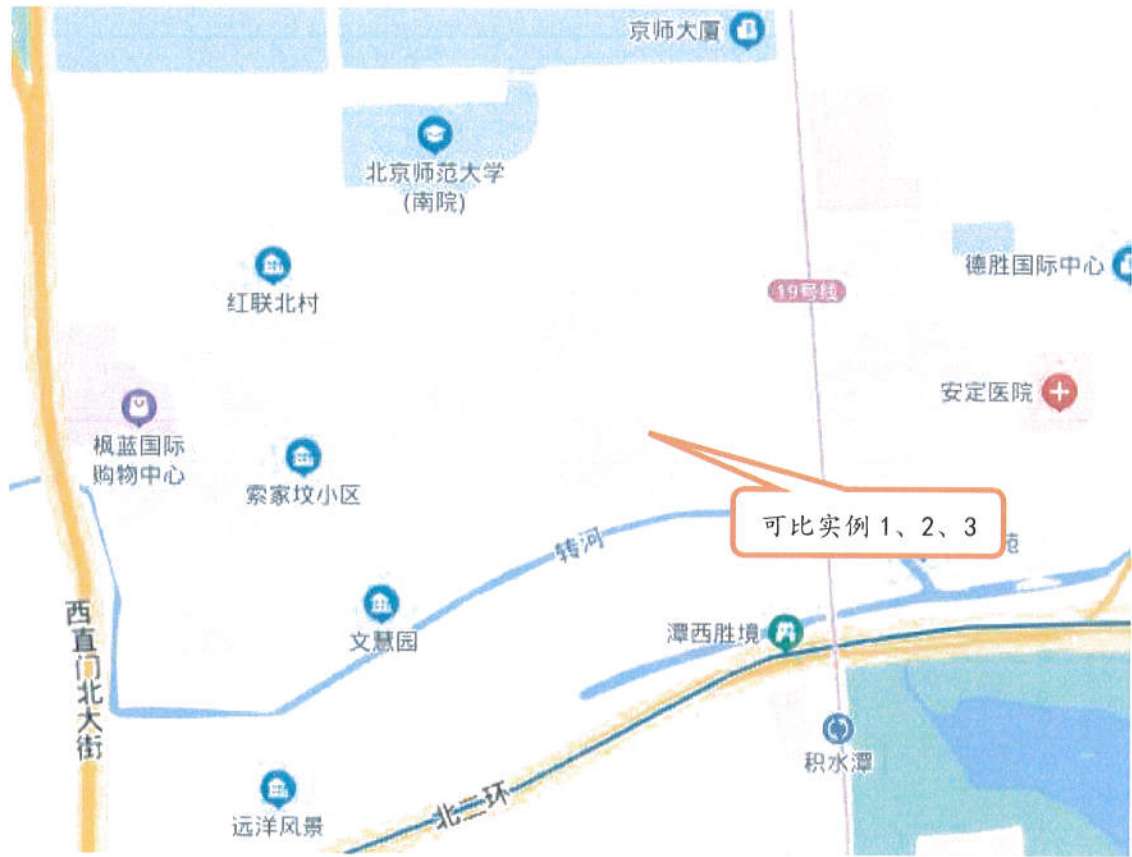 京师大厦
北京师范大学
(南院)
德胜国际中心
红联北村
19号线
安定医院
枫蓝国际
购物中心
索家坟小区
可比实例 1、2、3
转河
苑
西直门北大街
文慧园
潭西胜境
积水潭
北二环
远洋风景